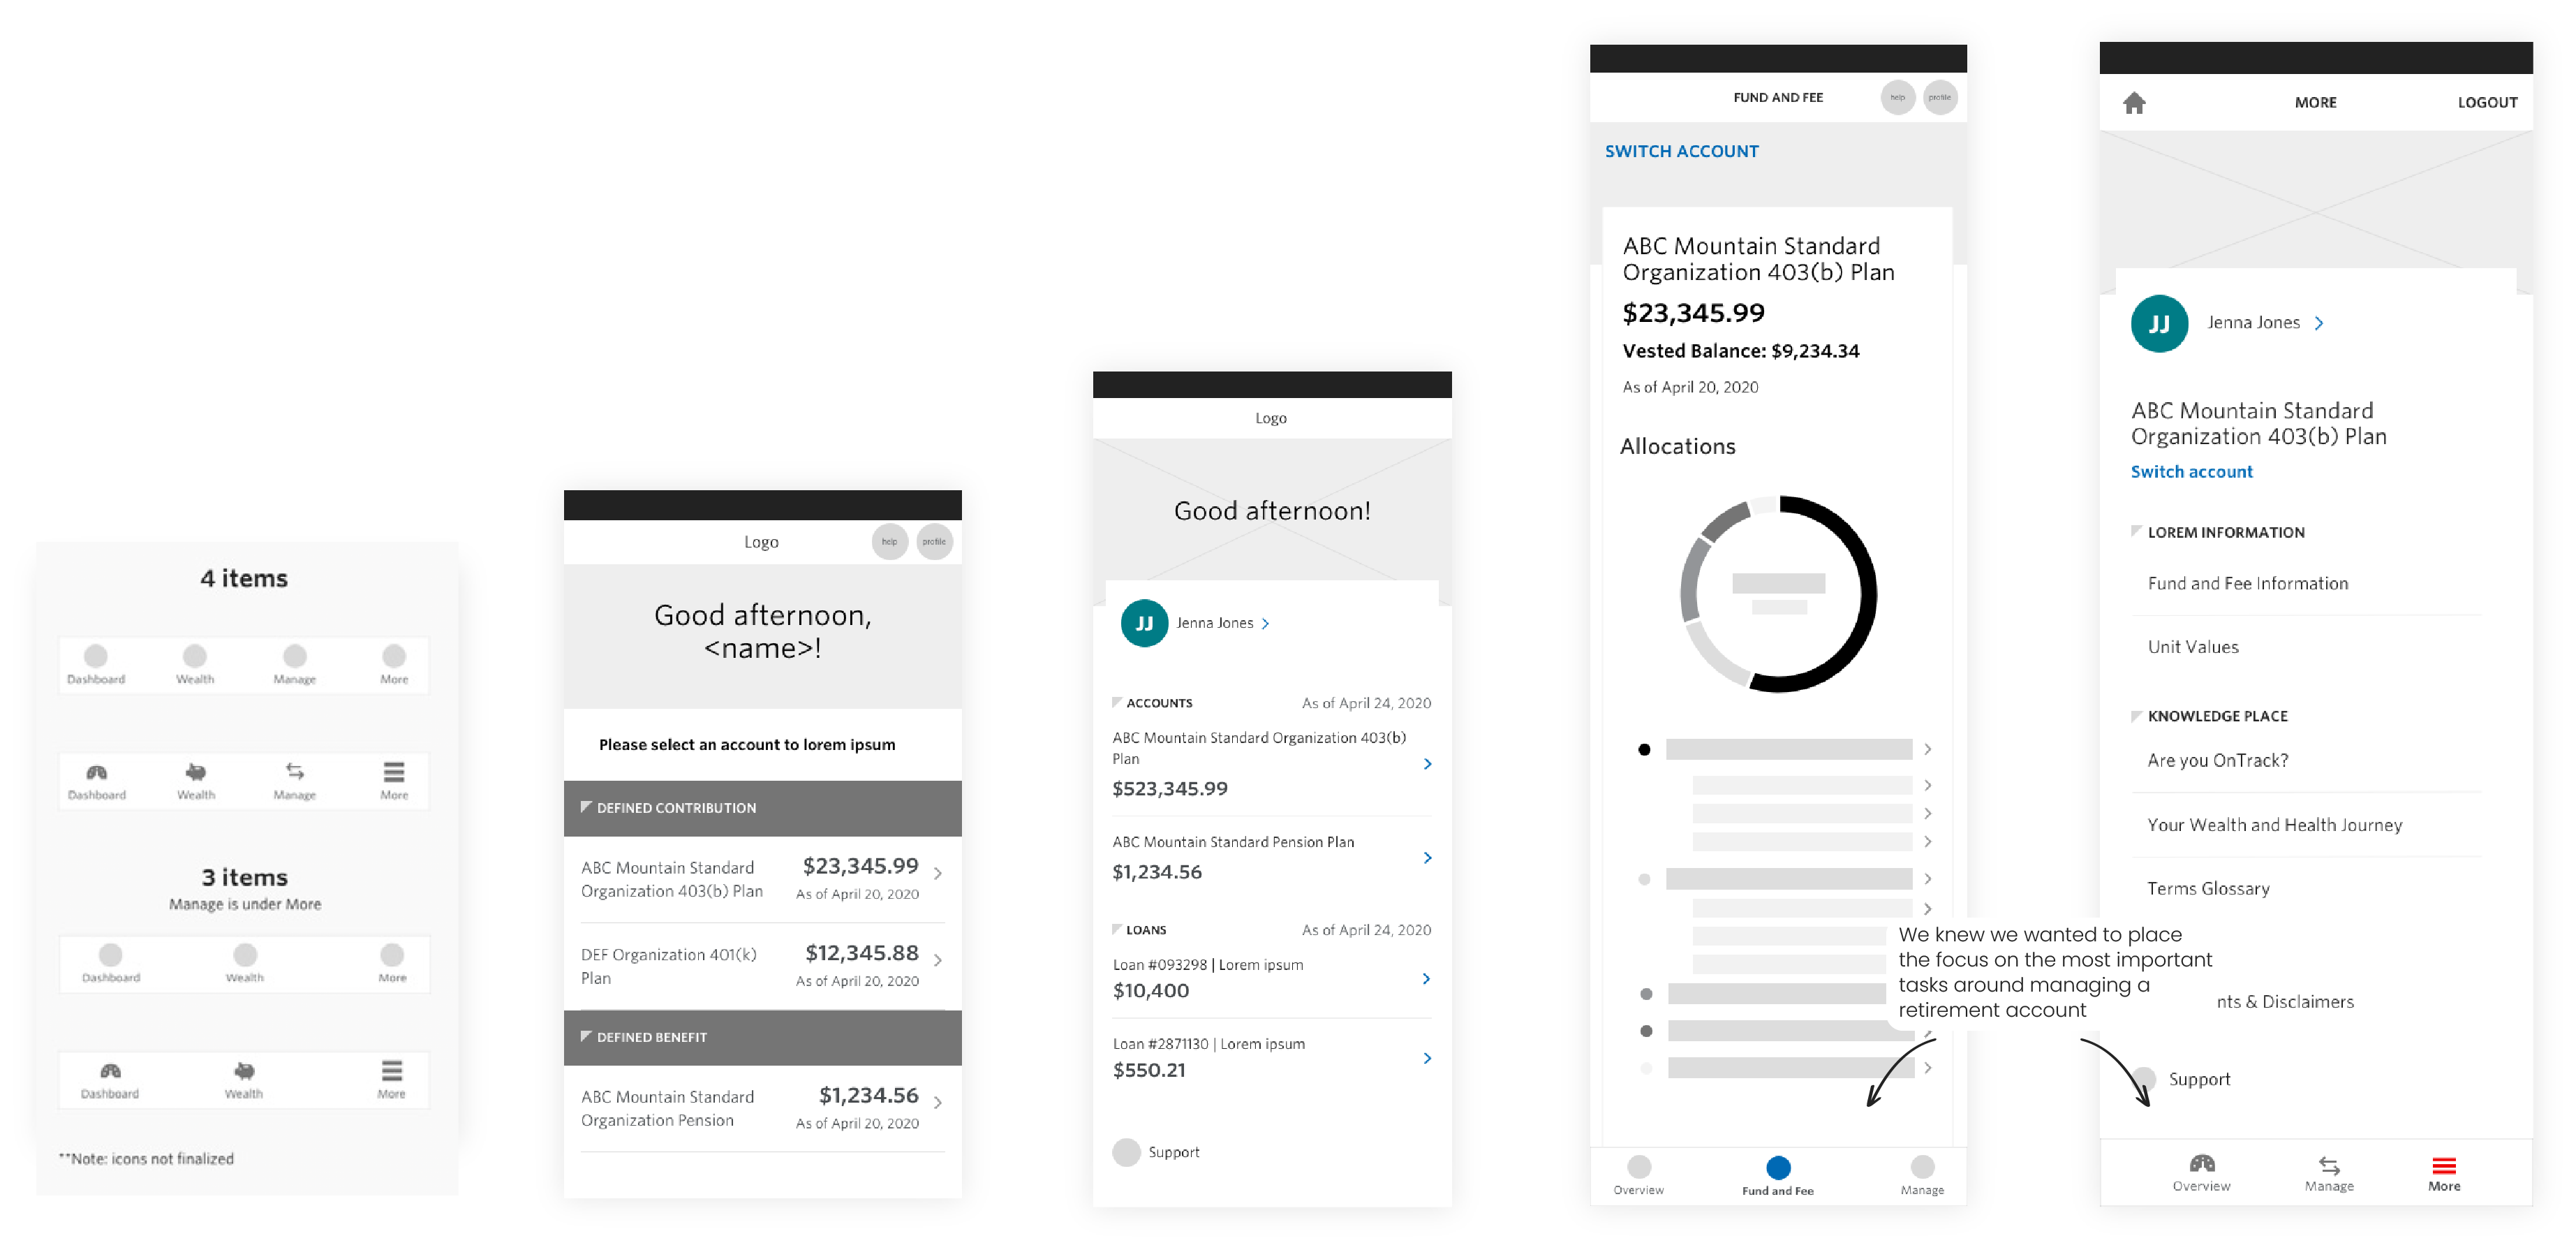 4 items
Dashboard
Wealth
Manage
More
Dashboard
Wealth
Manage
More
3 items
Manage is under More
Dashboard
Wealth
More
Dashboard
Wealth
More
**Note: icons not finalized
Logo
help
profile
Good afternoon,
<name>!
Please select an account to lorem ipsum
DEFINED CONTRIBUTION
ABC Mountain Standard
Organization 403(b) Plan
$23,345.99
As of April 20, 2020
DEF Organization 401(k)
Plan
$12,345.88
As of April 20, 2020
DEFINED BENEFIT
ABC Mountain Standard
Organization Pension
$1,234.56
As of April 20, 2020
Logo
Good afternoon!
JJ
Jenna Jones
ACCOUNTS
As of April 24, 2020
ABC Mountain Standard Organization 403(b)
Plan
$523,345.99
ABC Mountain Standard Pension Plan
$1,234.56
LOANS
As of April 24, 2020
Loan #093298 | Lorem ipsum
$10,400
Loan #2871130 | Lorem ipsum
$550.21
Support
FUND AND FEE
help
profile
SWITCH ACCOUNT
ABC Mountain Standard
Organization 403(b) Plan
$23,345.99
Vested Balance: $9,234.34
As of April 20, 2020
Allocations
Overview
Fund and Fee
Manage
We knew we wanted to place
the focus on the most important
tasks around managing a
retirement account
MORE
LOGOUT
JJ
Jenna Jones
ABC Mountain Standard
Organization 403(b) Plan
Switch account
LOREM INFORMATION
Fund and Fee Information
Unit Values
KNOWLEDGE PLACE
Are you OnTrack?
Your Wealth and Health Journey
Terms Glossary
nts & Disclaimers
Support
Overview
Manage
More